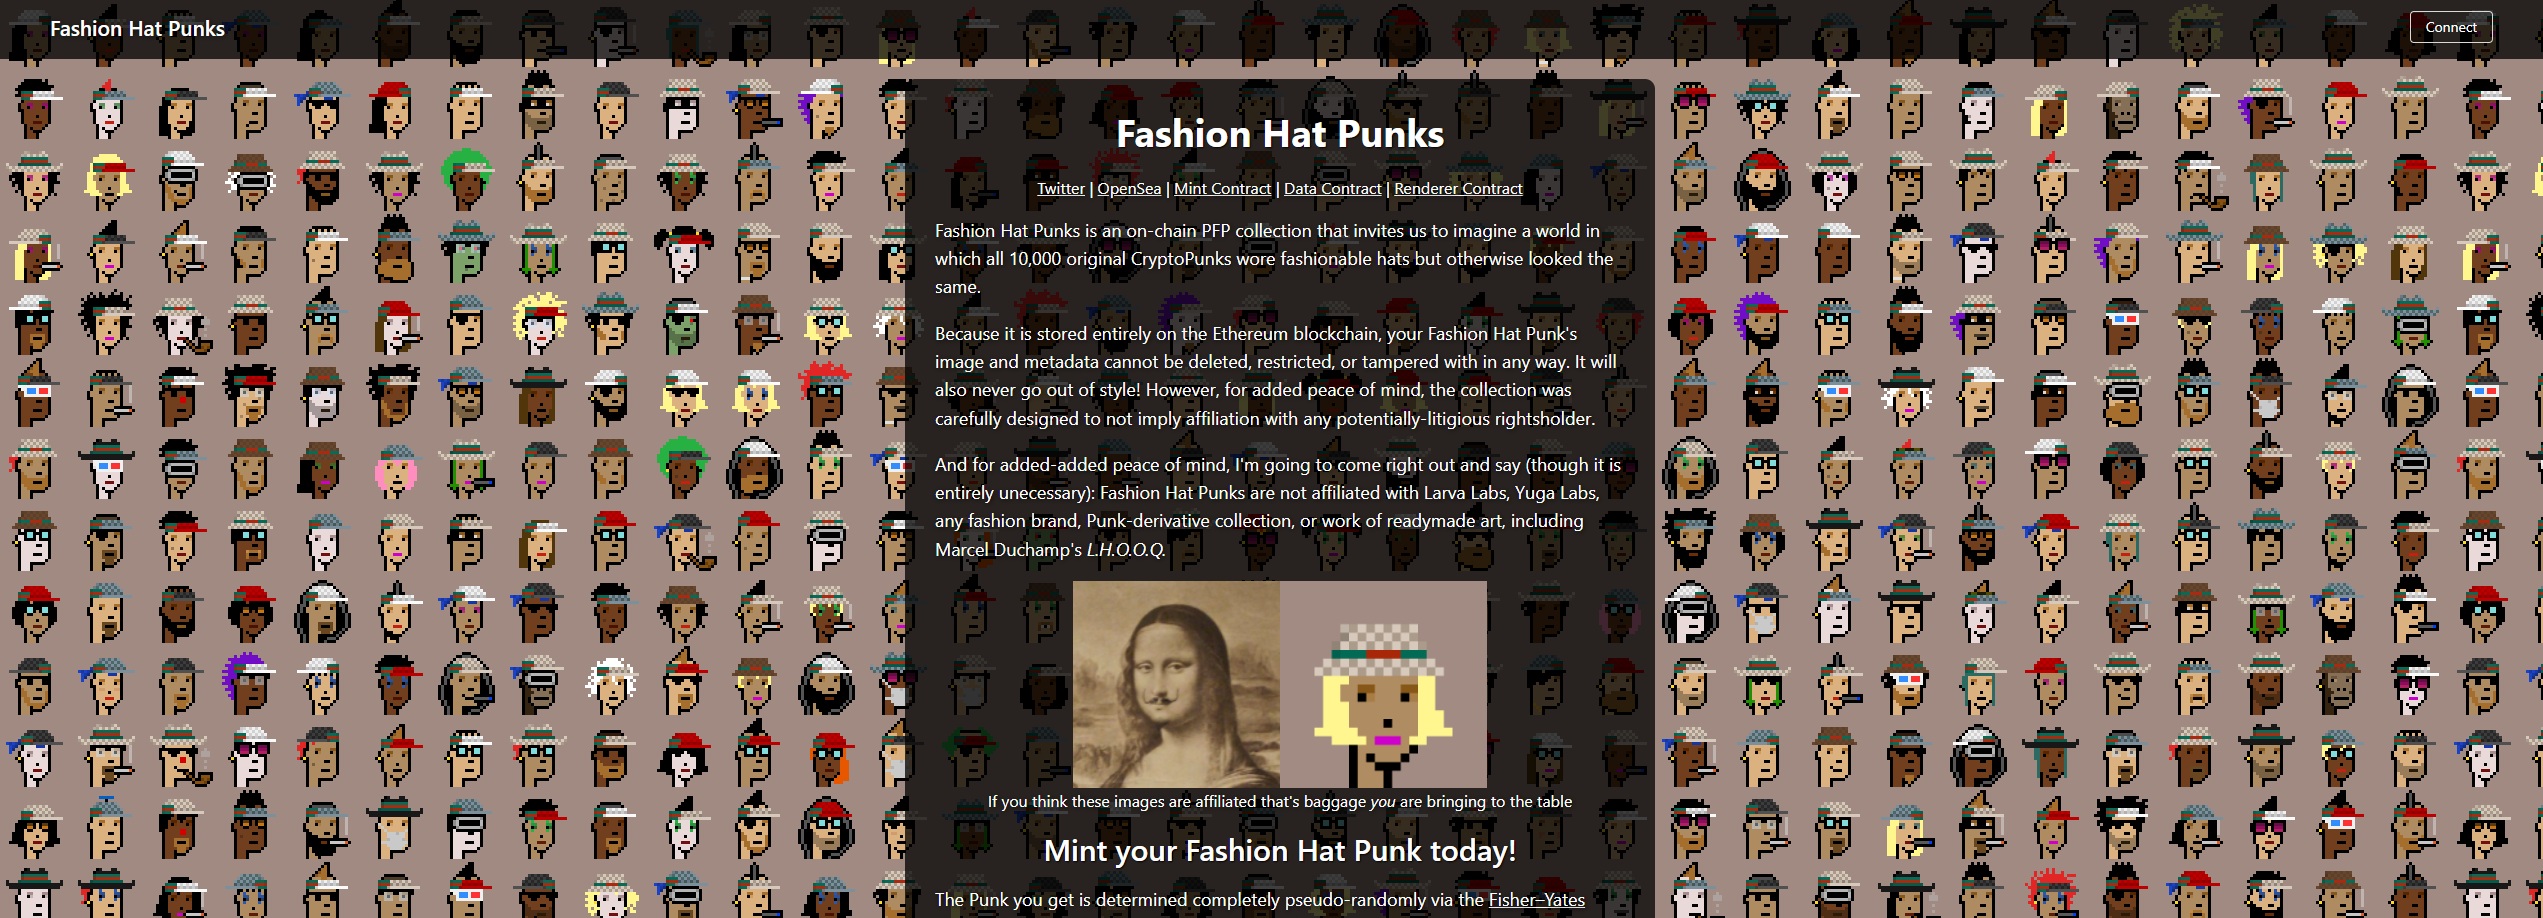 Fashion Hat Punks
Connect
Fashion Hat Punks
Twitter | OpenSea | Mint Contract | Data Contract | Renderer Contract
Fashion Hat Punks is an on-chain PFP collection that invites us to imagine a world in
which all 10,000 original CryptoPunks wore fashionable hats but otherwise looked the
same.
Because it is stored entirely on the Ethereum blockchain, your Fashion Hat Punk's
image and metadata cannot be deleted, restricted, or tampered with in any way. It will
also never go out of style! However, for added peace of mind, the collection was
carefully designed to not imply affiliation with any potentially-litigious rightsholder.
And for added-added peace of mind, I'm going to come right out and say (though it is
entirely unecessary): Fashion Hat Punks are not affiliated with Larva Labs, Yuga Labs,
any fashion brand, Punk-derivative collection, or work of readymade art, including
Marcel Duchamp's L.H.O.O.Q.
If you think these images are affiliated that's baggage you are bringing to the table
Mint your Fashion Hat Punk today!
The Punk you get is determined completely pseudo-randomly via the Fisher–Yates